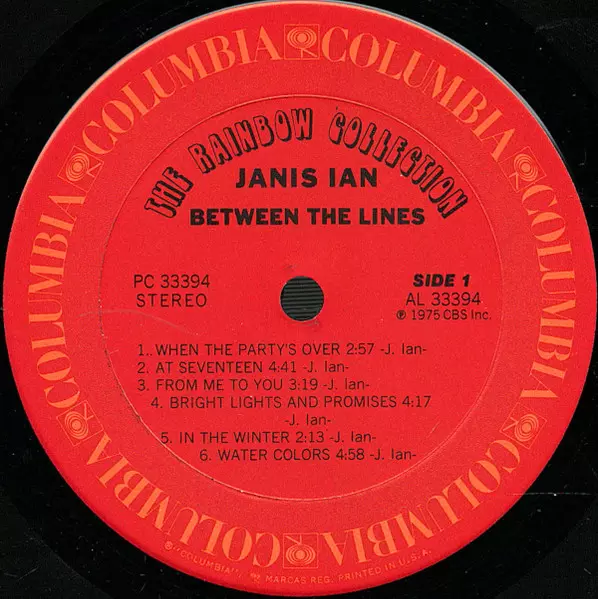 COLUMBIA COLUMBIA COLUMBIA COLUMBIA COLUMBIA COLUMBIA
THE RAINBOW COLLECTION
JANIS IAN
BETWEEN THE LINES
PC 33394
STEREO
SIDE 1
AL 33394
℗ 1975 CBS Inc.
1.. WHEN THE PARTY'S OVER 2:57 -J. Ian-
2. AT SEVENTEEN 4:41 -J. Ian-
3. FROM ME TO YOU 3:19 -J. Ian-
4. BRIGHT LIGHTS AND PROMISES 4:17
-J. Ian-
5. IN THE WINTER 2:13 -J. Ian-
6. WATER COLORS 4:58 -J. Ian-
"COLUMBIA", MARCAS REG. PRINTED IN U.S.A.